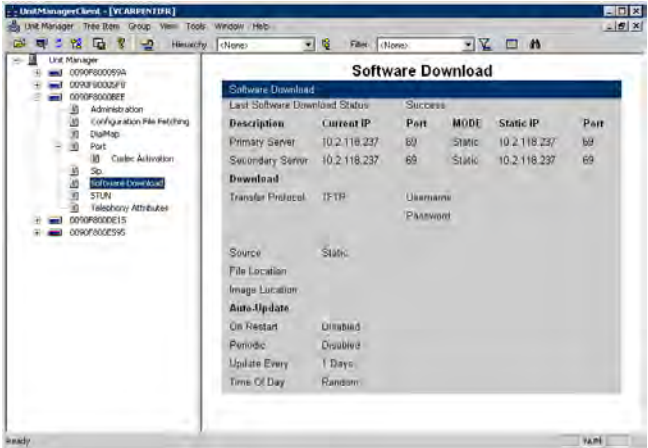 UnitManagerClient - [VCARPENTIER]
Unit Manager Tree Item Group View Tools Window Help
Hierarchy <None> Filter <None>
Unit Manager
0090F800059A
0090F80005F0
0090F8000BEE
Administration
Configuration File Fetching
DialMap
Port
Codec Activation
Sip
Software Download
STUN
Telephony Attributes
0090F8000E15
0090F800E595
Software Download
Software Download
Last Software Download Status Success
Description Current IP Port MODE Static IP Port
Primary Server 10.2.118.237 69 Static 10.2.118.237 69
Secondary Server 10.2.118.237 69 Static 10.2.118.237 69
Download
Transfer Protocol TFTP Username
Password
Source Static
File Location
Image Location
Auto-Update
On Restart Disabled
Periodic Disabled
Update Every 1 Days
Time Of Day Random
Ready
NUM